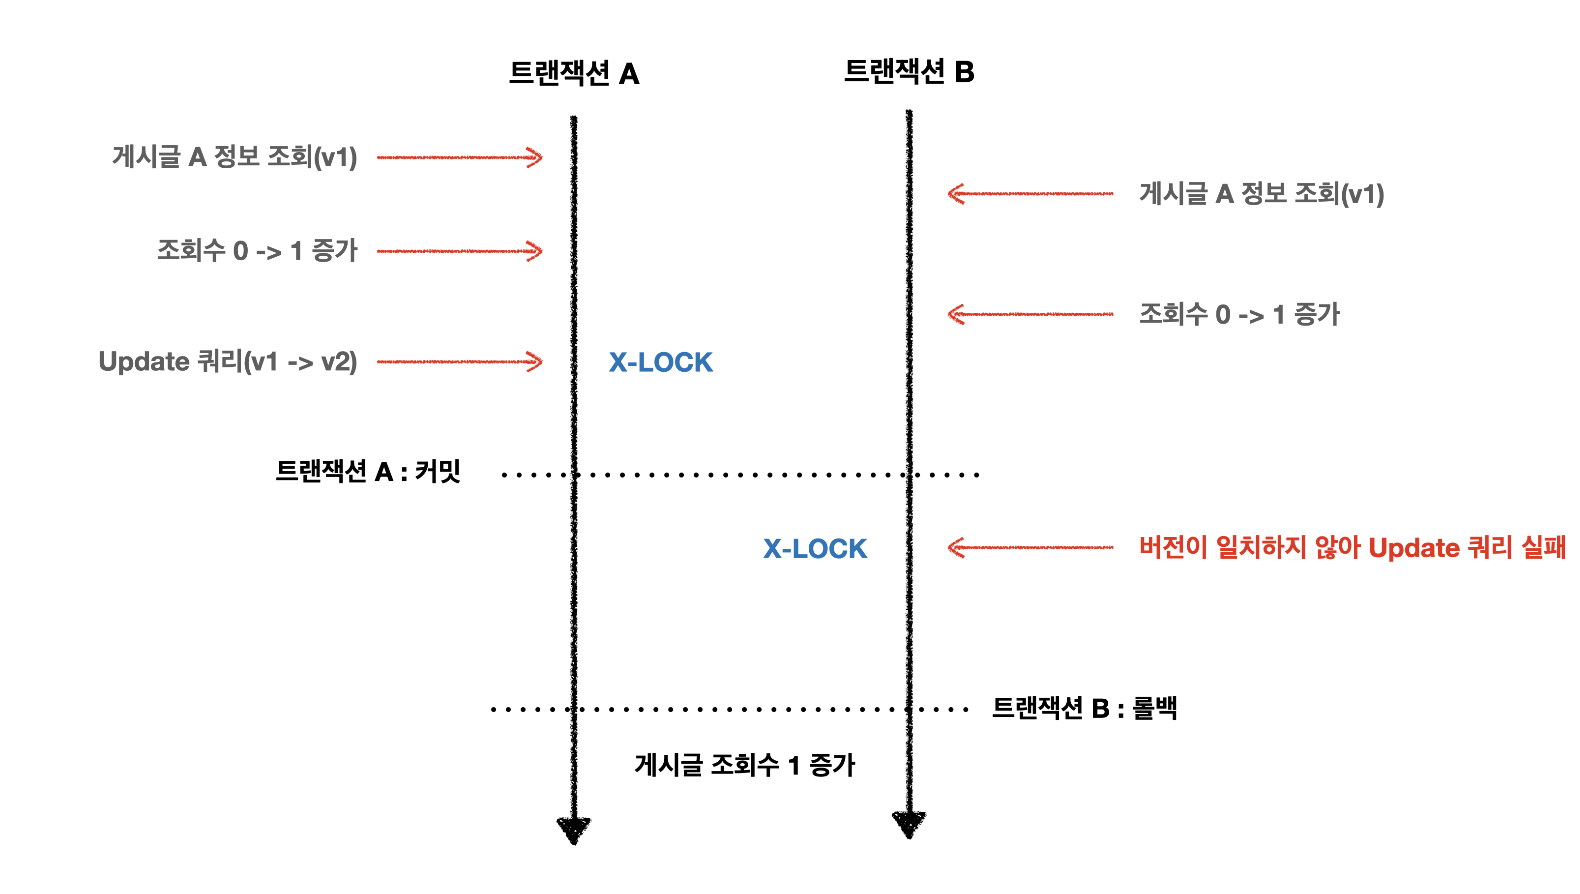 트랜잭션 A
트랜잭션 B
게시글 A 정보 조회(v1)
게시글 A 정보 조회(v1)
조회수 0 -> 1 증가
조회수 0 -> 1 증가
Update 쿼리(v1 -> v2)
X-LOCK
트랜잭션 A : 커밋
X-LOCK
버전이 일치하지 않아 Update 쿼리 실패
트랜잭션 B : 롤백
게시글 조회수 1 증가